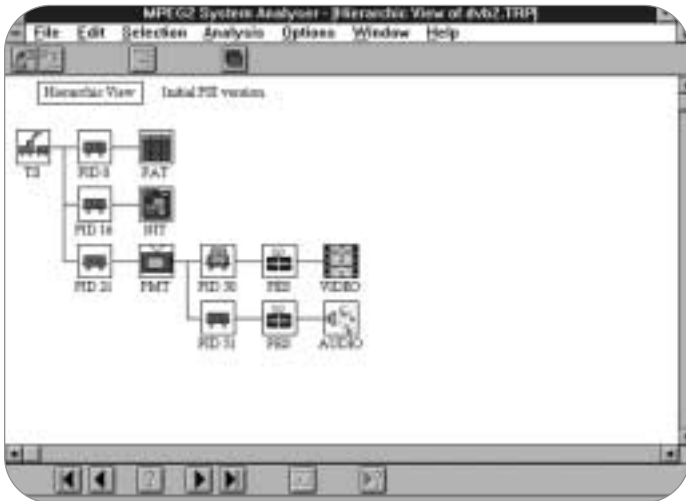 MPEG2 System Analyser - [Hierarchic View of dvb2.TRP]
File Edit Selection Analysis Options Window Help
Hierarchic View Initial PSI version
TS PID 0 PAT
PID 16 NIT
PID 21 PMT PID 30 PES VIDEO
PID 31 PES AUDIO